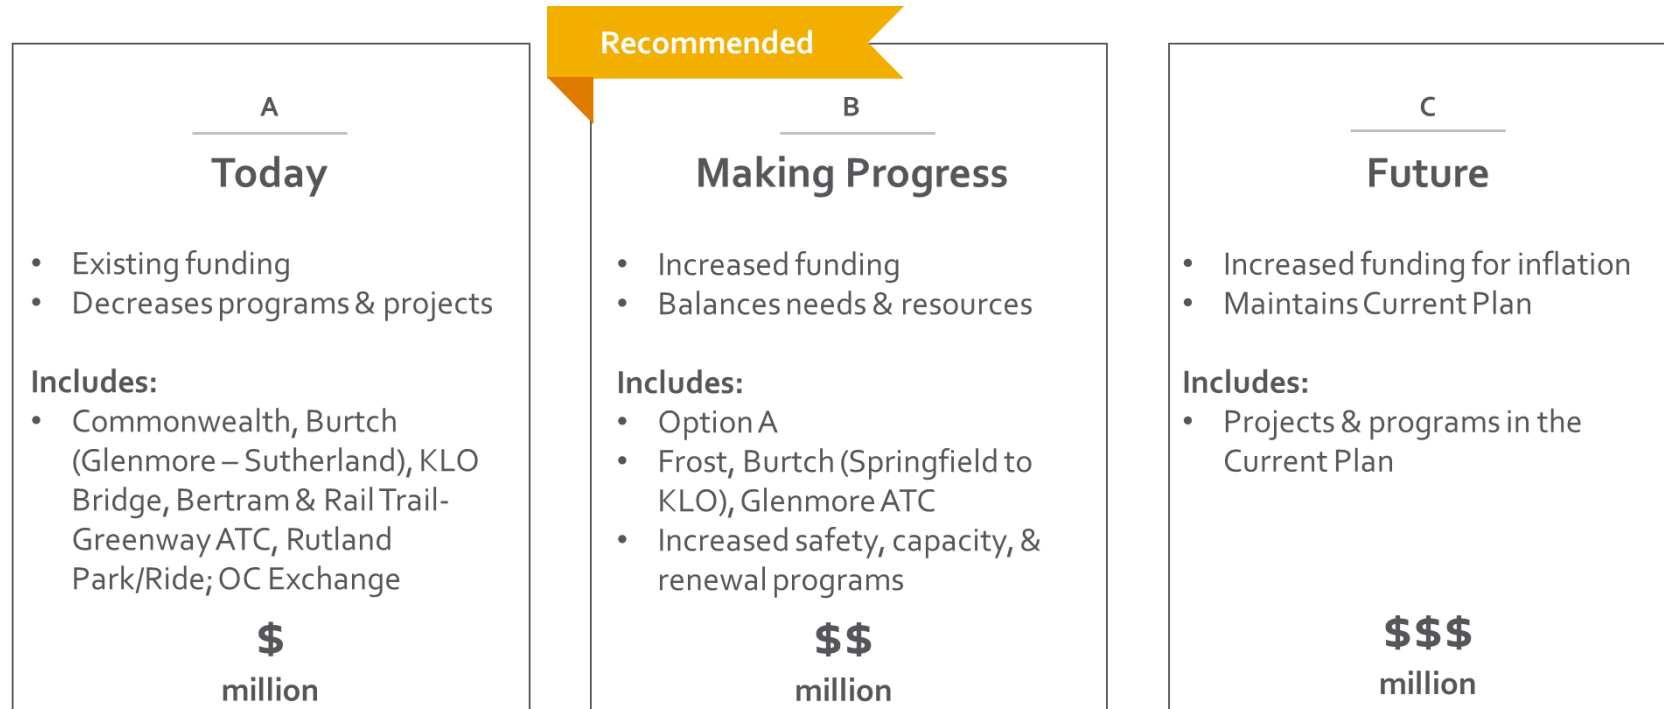 Recommended
A
Today
• Existing funding
• Decreases programs & projects
Includes:
• Commonwealth, Burtch
(Glenmore – Sutherland), KLO
Bridge, Bertram & Rail Trail-
Greenway ATC, Rutland
Park/Ride; OC Exchange
$
million
B
Making Progress
• Increased funding
• Balances needs & resources
Includes:
• Option A
• Frost, Burtch (Springfield to
KLO), Glenmore ATC
• Increased safety, capacity, &
renewal programs
$$
million
C
Future
• Increased funding for inflation
• Maintains Current Plan
Includes:
• Projects & programs in the
Current Plan
$$$
million